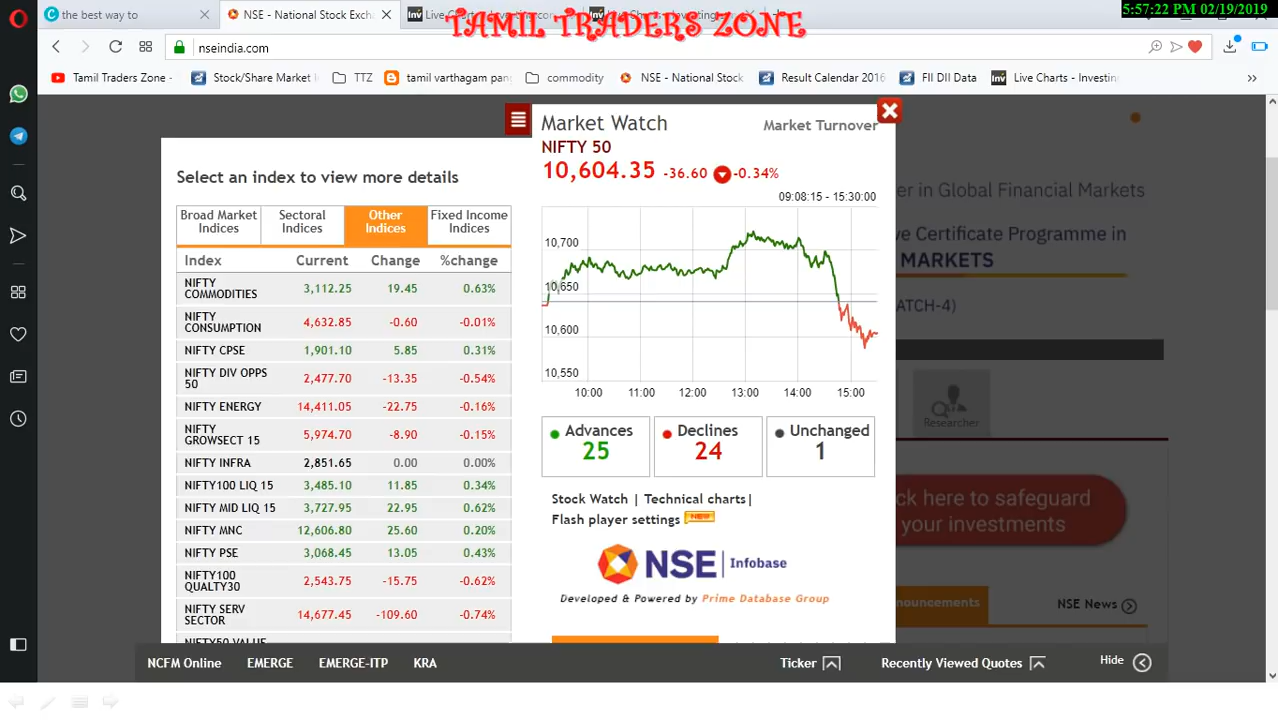 the best way to
NSE - National Stock Exch
TAMIL TRADERS ZONE
5:57:22 PM 02/19/2019
nseindia.com
Tamil Traders Zone -
Stock/Share Market
TTZ
tamil varthagam pan
commodity
NSE - National Stock
Result Calendar 2016
FII DII Data
Inv
Live Charts - Investin
Market Watch
Market Turnover
NIFTY 50
10,604.35 -36.60 -0.34%
09:08:15 - 15:30:00
Select an index to view more details
Broad Market Indices
Sectoral Indices
Other Indices
Fixed Income Indices
Index Current Change %change
NIFTY COMMODITIES 3,112.25 19.45 0.63%
NIFTY CONSUMPTION 4,632.85 -0.60 -0.01%
NIFTY CPSE 1,901.10 5.85 0.31%
NIFTY DIV OPPS 50 2,477.70 -13.35 -0.54%
NIFTY ENERGY 14,411.05 -22.75 -0.16%
NIFTY GROWSECT 15 5,974.70 -8.90 -0.15%
NIFTY INFRA 2,851.65 0.00 0.00%
NIFTY100 LIQ 15 3,485.10 11.85 0.34%
NIFTY MID LIQ 15 3,727.95 22.95 0.62%
NIFTY MNC 12,606.80 25.60 0.20%
NIFTY PSE 3,068.45 13.05 0.43%
NIFTY100 QUALTY30 2,543.75 -15.75 -0.62%
NIFTY SERV SECTOR 14,677.45 -109.60 -0.74%
10,700
10,650
10,600
10,550
10:00 11:00 12:00 13:00 14:00 15:00
Advances
25
Declines
24
Unchanged
1
Stock Watch | Technical charts|
Flash player settings NEW
NSE | Infobase
Developed & Powered by Prime Database Group
er in Global Financial Markets
ve Certificate Programme in
MARKETS
ATCH-4)
Researcher
ck here to safeguard
your investments
nouncements
NSE News
NCFM Online
EMERGE
EMERGE-ITP
KRA
Ticker
Recently Viewed Quotes
Hide